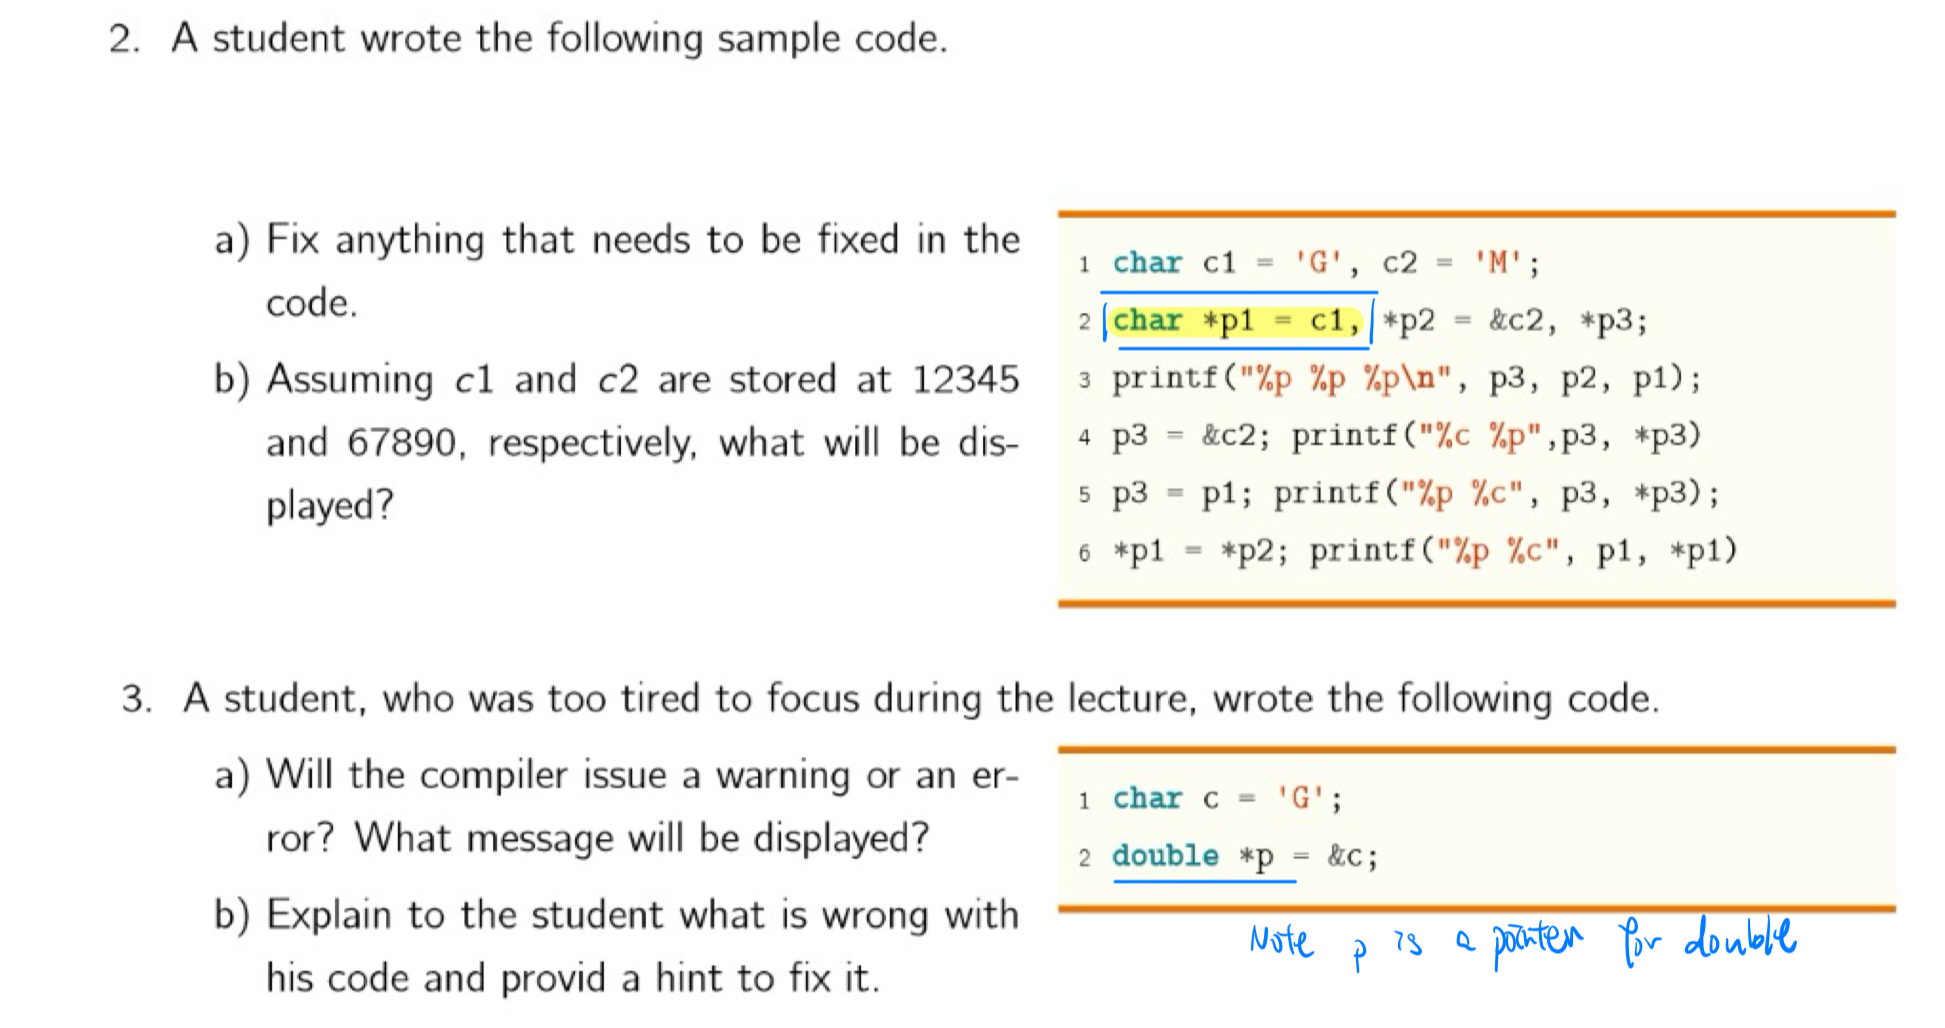 2. A student wrote the following sample code.
a) Fix anything that needs to be fixed in the
code.
b) Assuming c1 and c2 are stored at 12345
and 67890, respectively, what will be dis-
played?
1 char c1 = 'G', c2 = 'M';
2 char *p1 = c1, *p2 = &c2, *p3;
3 printf("%p %p %p\n", p3, p2, p1);
4 p3 = &c2; printf("%c %p",p3, *p3)
5 p3 = p1; printf("%p %c", p3, *p3);
6 *p1 = *p2; printf("%p %c", p1, *p1)
3. A student, who was too tired to focus during the lecture, wrote the following code.
a) Will the compiler issue a warning or an er-
ror? What message will be displayed?
b) Explain to the student what is wrong with
his code and provid a hint to fix it.
1 char c = 'G';
2 double *p = &c;
Note p is a pointer for double